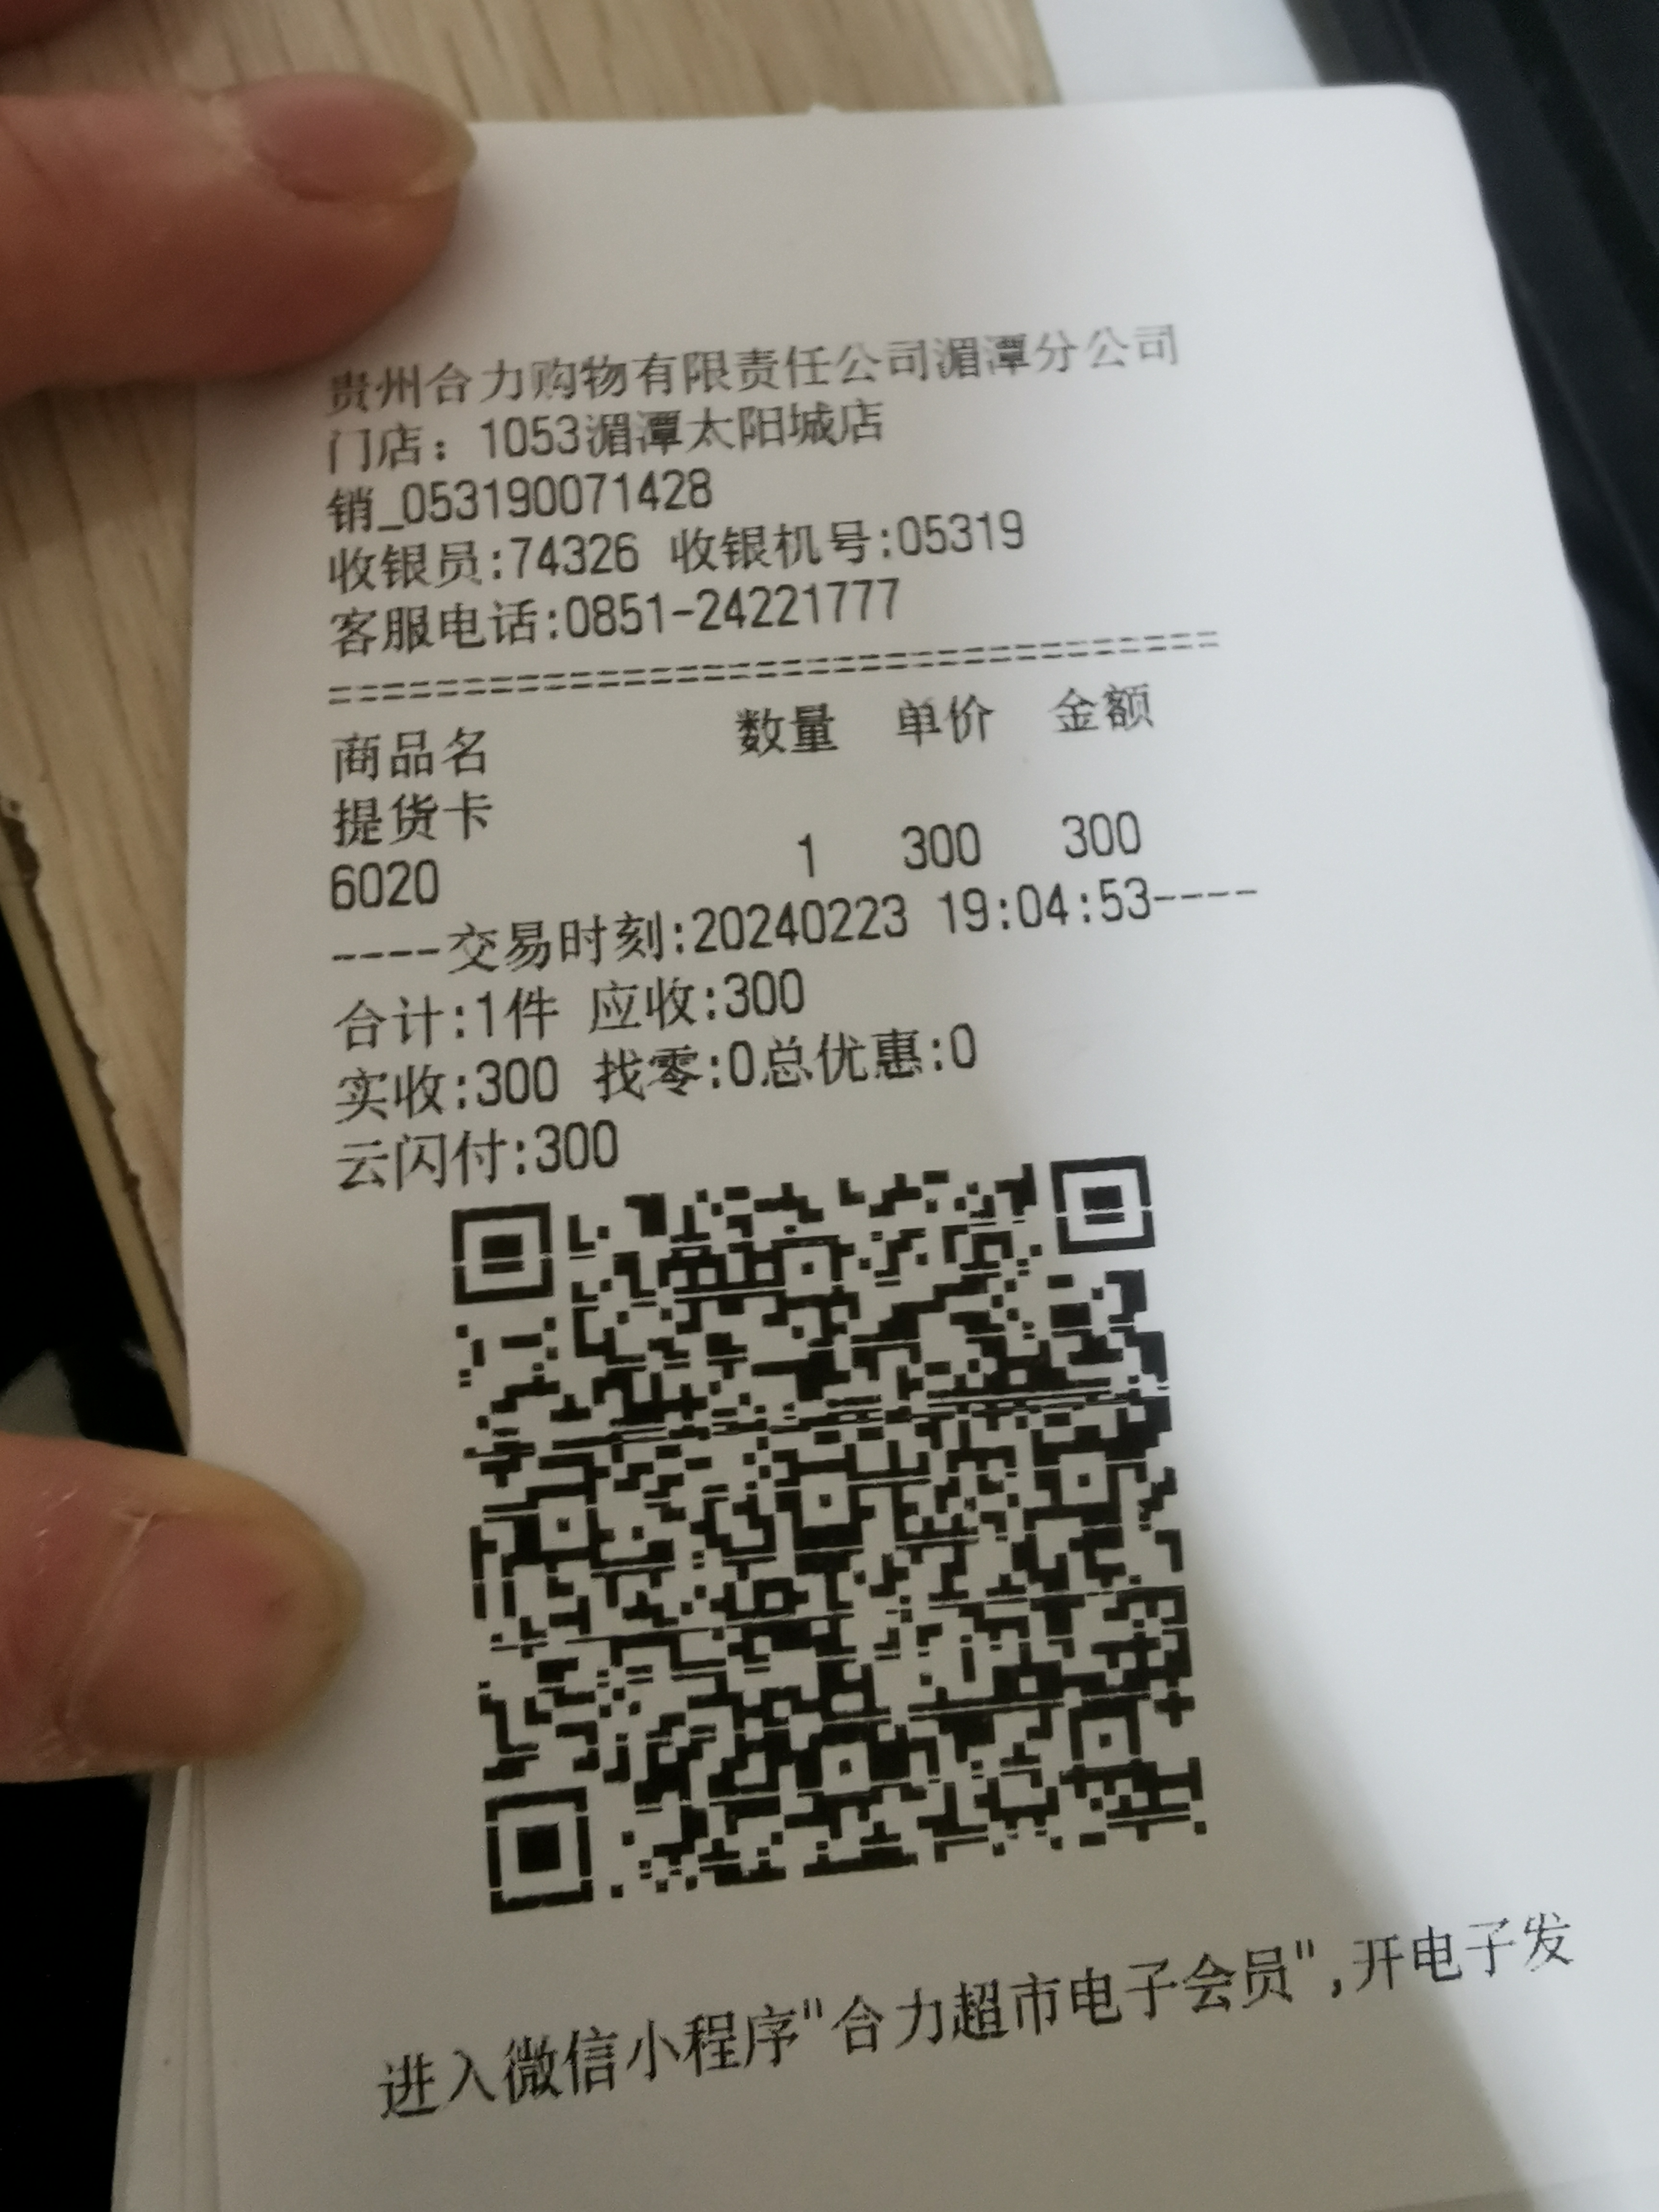 贵州合力购物有限责任公司湄潭分公司
门店：1053湄潭太阳城店
销_053190071428
收银员:74326 收银机号:05319
客服电话:0851-24221777
==================================
商品名 数量 单价 金额
提货卡
6020 1 300 300
----交易时刻:20240223 19:04:53----
合计:1件 应收:300
实收:300 找零:0总优惠:0
云闪付:300
进入微信小程序"合力超市电子会员",开电子发